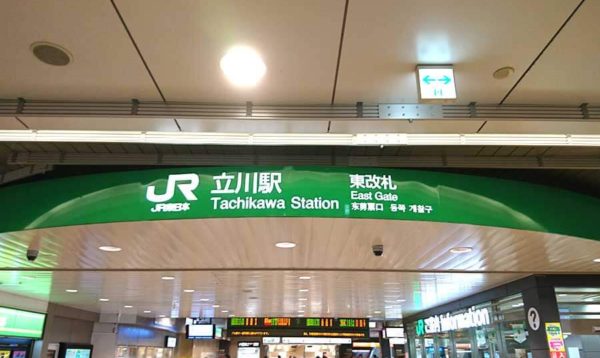 JR
JR東日本
立川駅
Tachikawa Station
東改札
East Gate
东剪票口 동쪽 개찰구
Information
?